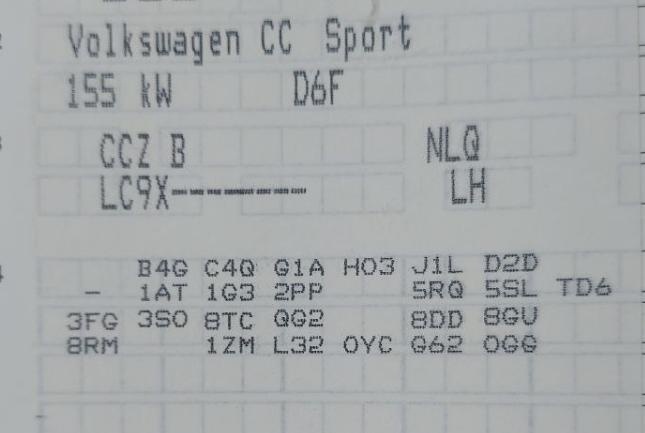 Volkswagen CC Sport
155 kW D6F
CCZ B NLQ
LC9X--------- LH
B4G C4Q G1A H03 J1L D2D
- 1AT 1G3 2PP 5RQ 5SL TD6
3FG 3S0 8TC QG2 8DD 8GU
8RM 1ZM L32 0YC G62 0GG